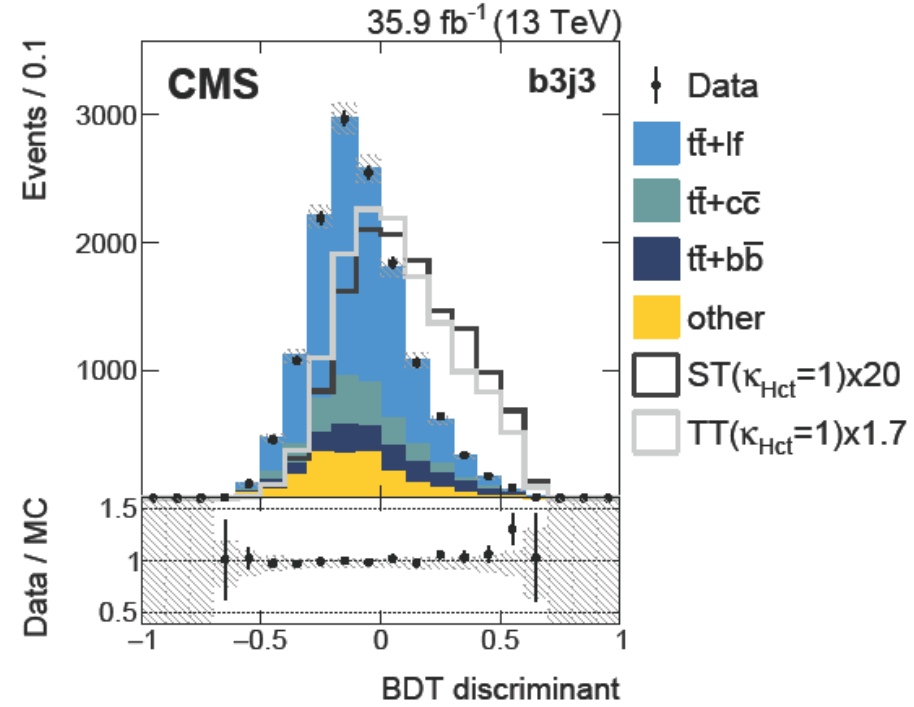 35.9 fb⁻¹ (13 TeV)
Events / 0.1
CMS
b3j3
3000
2000
1000
Data
tt̄+lf
tt̄+cc̄
tt̄+bb̄
other
ST(κHct=1)x20
TT(κHct=1)x1.7
Data / MC
1.5
1
0.5
−1 −0.5 0 0.5 1
BDT discriminant